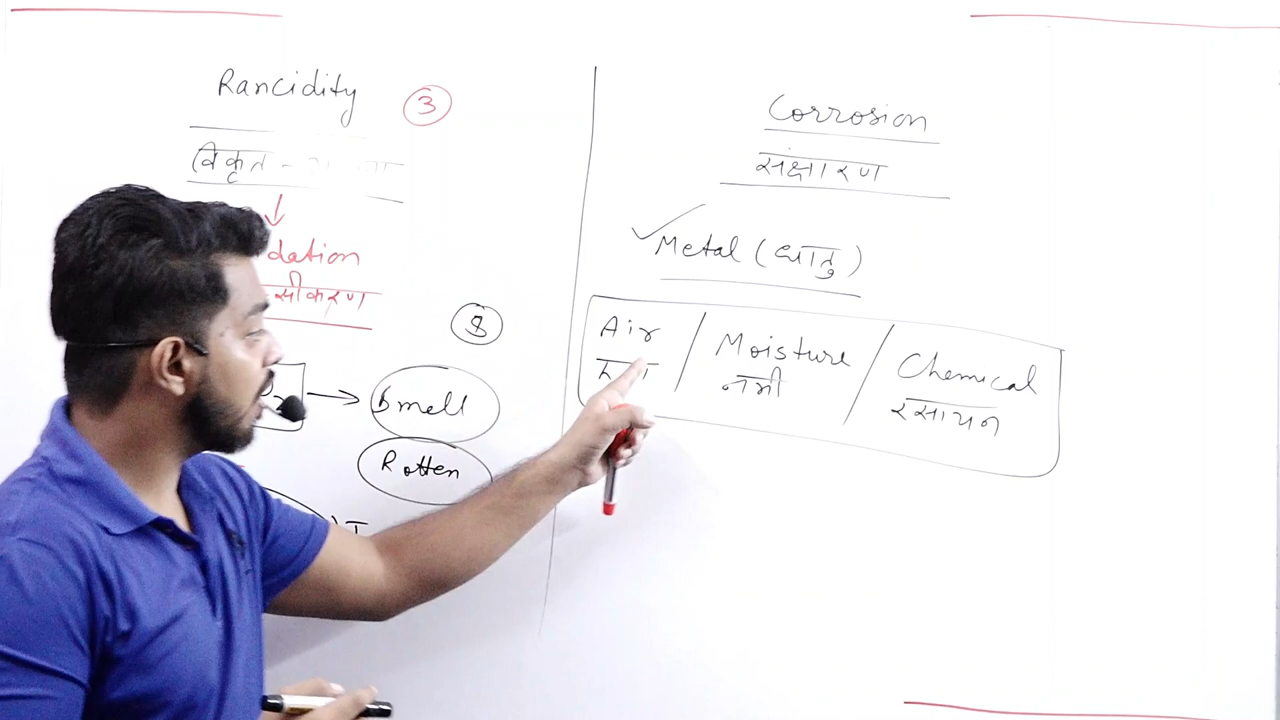 Rancidity
3
विकृत -
dation
सीकरण
8
Smell
Rotten
Corrosion
संक्षारण
Metal (धातु)
Air / Moisture / Chemical
नमी रसायन